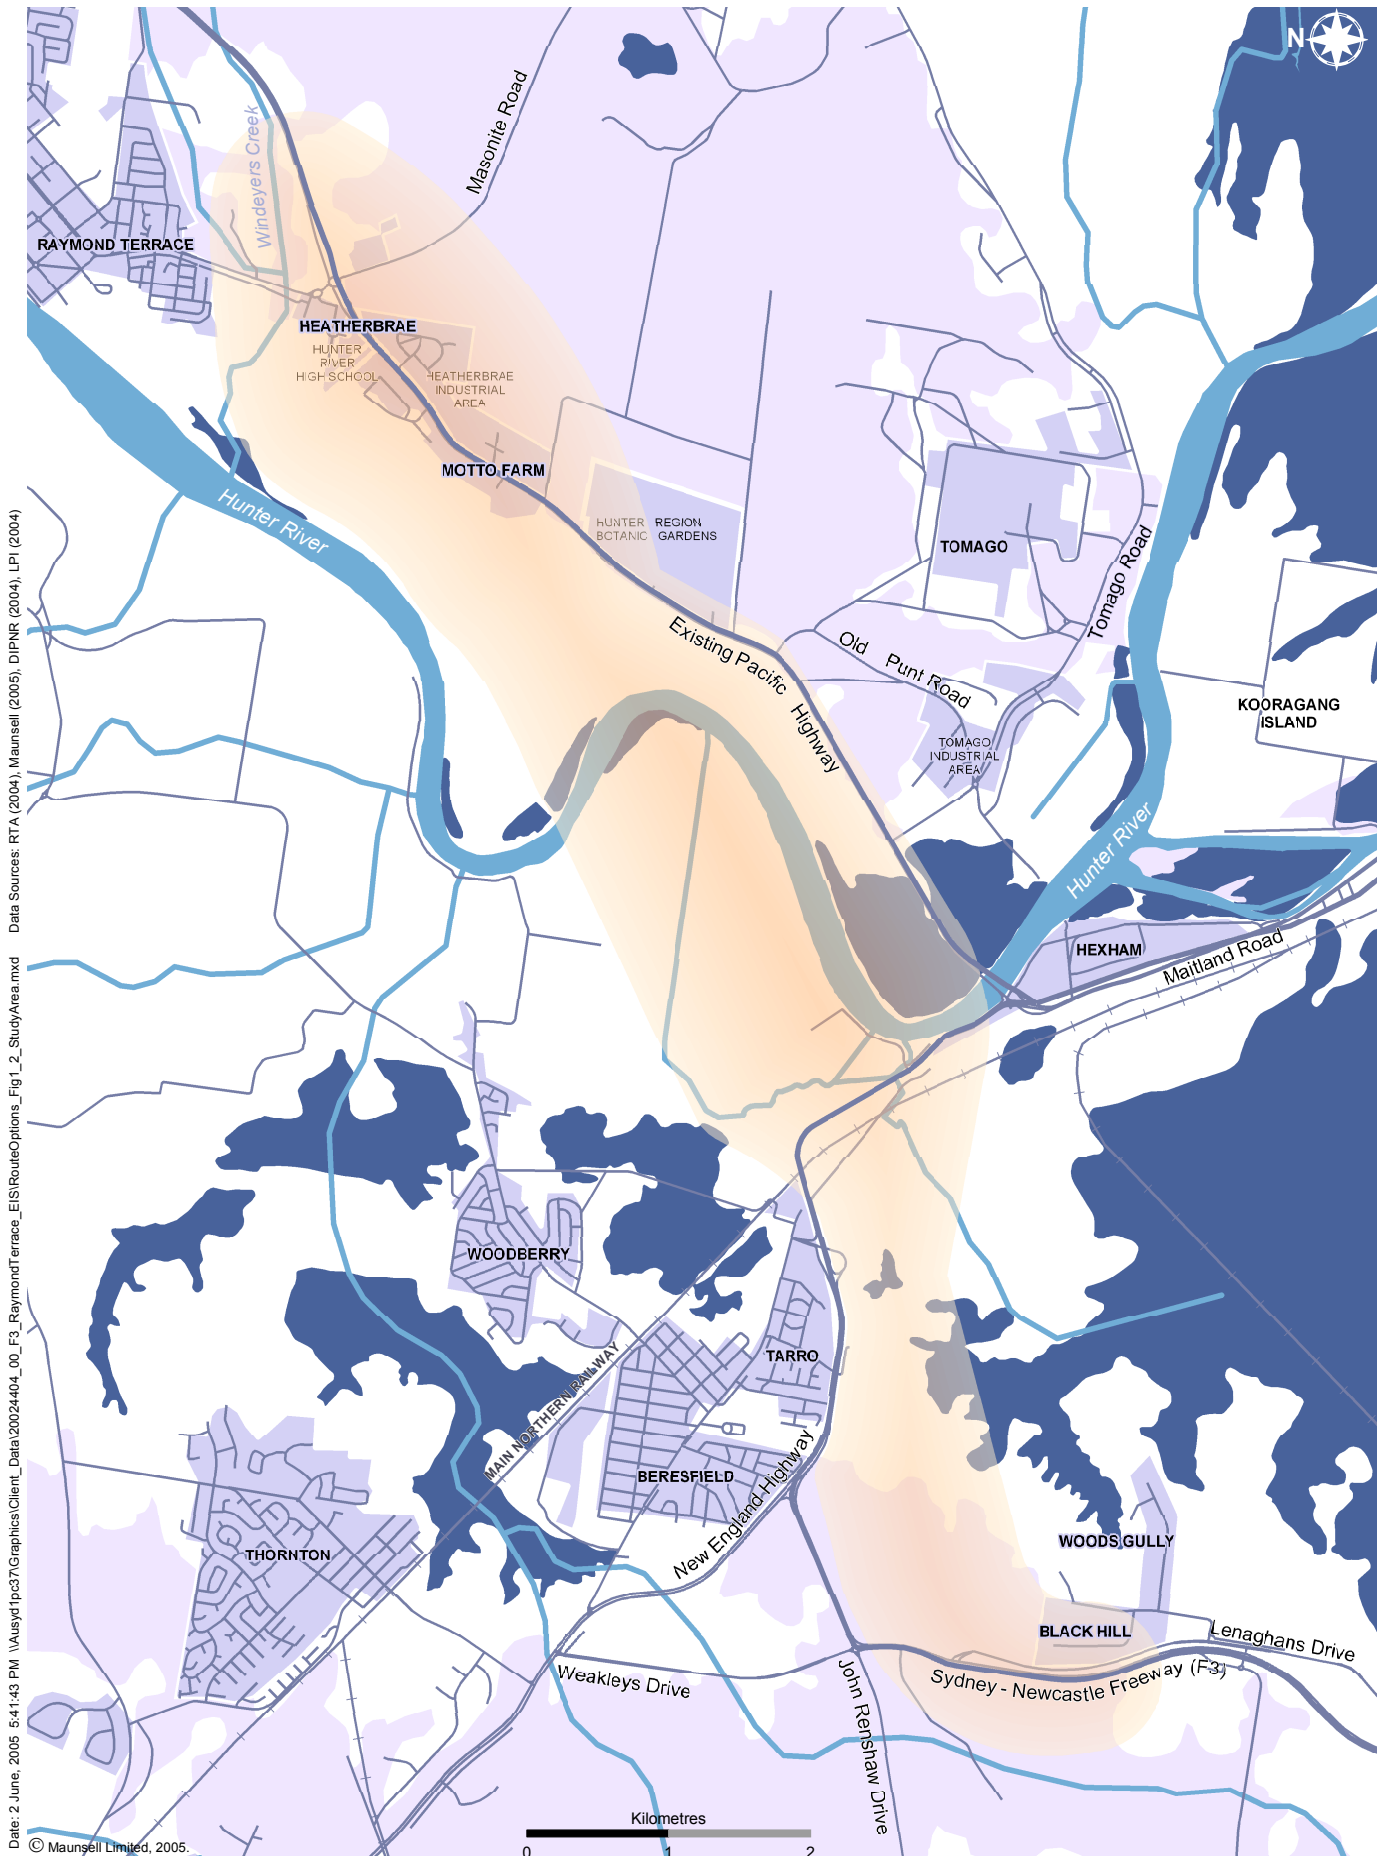 N
Masonite Road
Windeyers Creek
RAYMOND TERRACE
HEATHERBRAE
HUNTER
RIVER
HIGH SCHOOL
HEATHERBRAE
INDUSTRIAL
AREA
MOTTO FARM
Hunter River
HUNTER REGION
BOTANIC GARDENS
TOMAGO
Tomago Road
Existing Pacific Highway
Old Punt Road
KOORAGANG
ISLAND
TOMAGO
INDUSTRIAL
AREA
Hunter River
HEXHAM
Maitland Road
WOODBERRY
TARRO
MAIN NORTHERN RAILWAY
BERESFIELD
New England Highway
THORNTON
WOODS GULLY
BLACK HILL
Lenaghans Drive
Sydney - Newcastle Freeway (F3)
Weakleys Drive
John Renshaw Drive
Kilometres
0 1 2
© Maunsell Limited, 2005.
Date: 2 June, 2005 5:41:43 PM \\Ausyd1pc37\Graphics\Client_Data\20024404_00_F3_RaymondTerrace_EIS\RouteOptions_Fig1_2_StudyArea.mxd Data Sources: RTA (2004), Maunsell (2005), DIPNR (2004), LPI (2004)